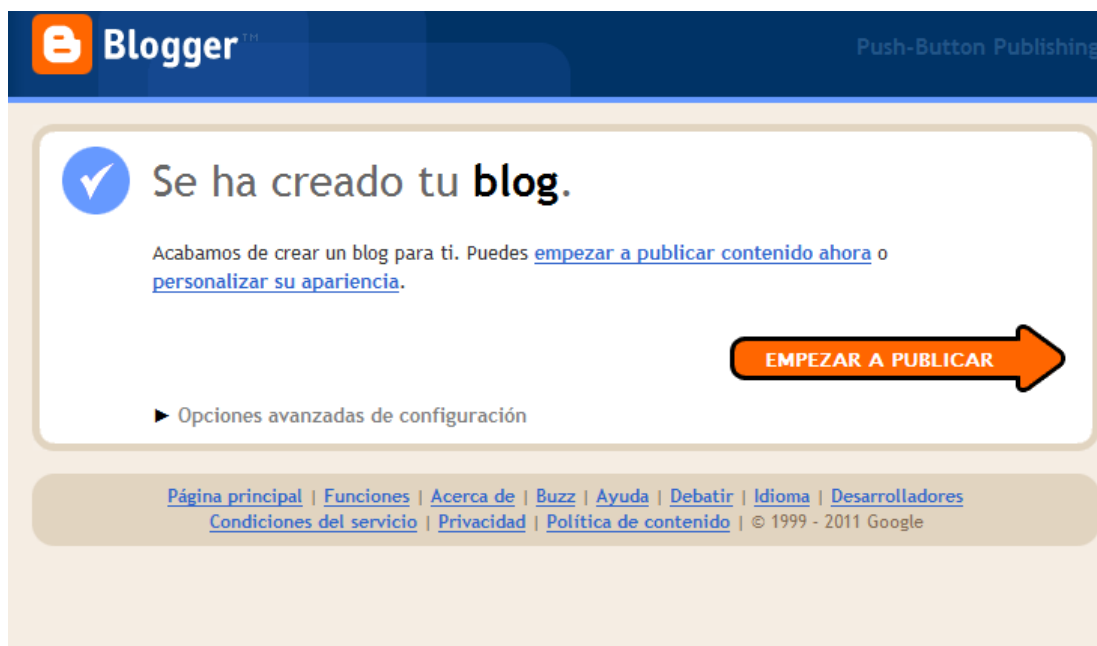 Blogger™
Push-Button Publishing
Se ha creado tu blog.
Acabamos de crear un blog para ti. Puedes empezar a publicar contenido ahora o
personalizar su apariencia.
EMPEZAR A PUBLICAR
► Opciones avanzadas de configuración
Página principal | Funciones | Acerca de | Buzz | Ayuda | Debatir | Idioma | Desarrolladores
Condiciones del servicio | Privacidad | Política de contenido | © 1999 - 2011 Google